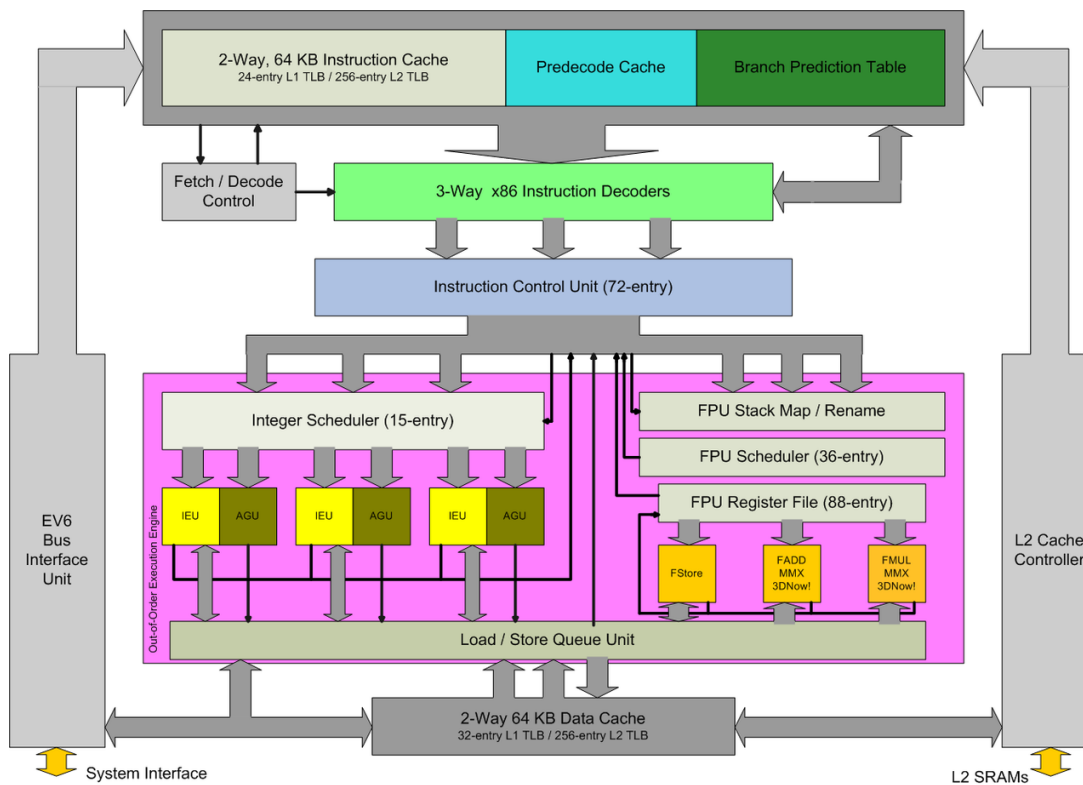 2-Way, 64 KB Instruction Cache
24-entry L1 TLB / 256-entry L2 TLB
Predecode Cache
Branch Prediction Table
Fetch / Decode
Control
3-Way x86 Instruction Decoders
Instruction Control Unit (72-entry)
Integer Scheduler (15-entry)
FPU Stack Map / Rename
FPU Scheduler (36-entry)
FPU Register File (88-entry)
IEU
AGU
IEU
AGU
IEU
AGU
FStore
FADD
MMX
3DNow!
FMUL
MMX
3DNow!
Out-of-Order Execution Engine
EV6
Bus
Interface
Unit
L2 Cache
Controller
Load / Store Queue Unit
2-Way 64 KB Data Cache
32-entry L1 TLB / 256-entry L2 TLB
System Interface
L2 SRAMs